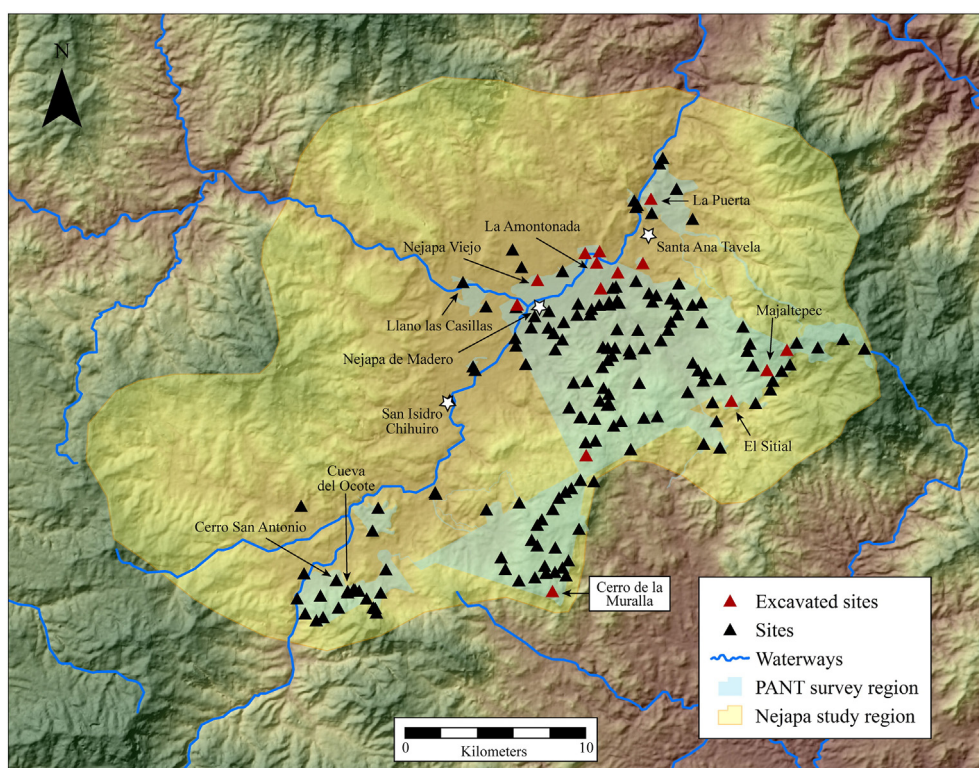 N
La Puerta
La Amontonada
Santa Ana Tavela
Nejapa Viejo
Majaltepec
Llano las Casillas
Nejapa de Madero
San Isidro
Chihuiro
El Sitial
Cueva
del Ocote
Cerro San Antonio
Cerro de la
Muralla
Excavated sites
Sites
Waterways
PANT survey region
Nejapa study region
0
10
Kilometers